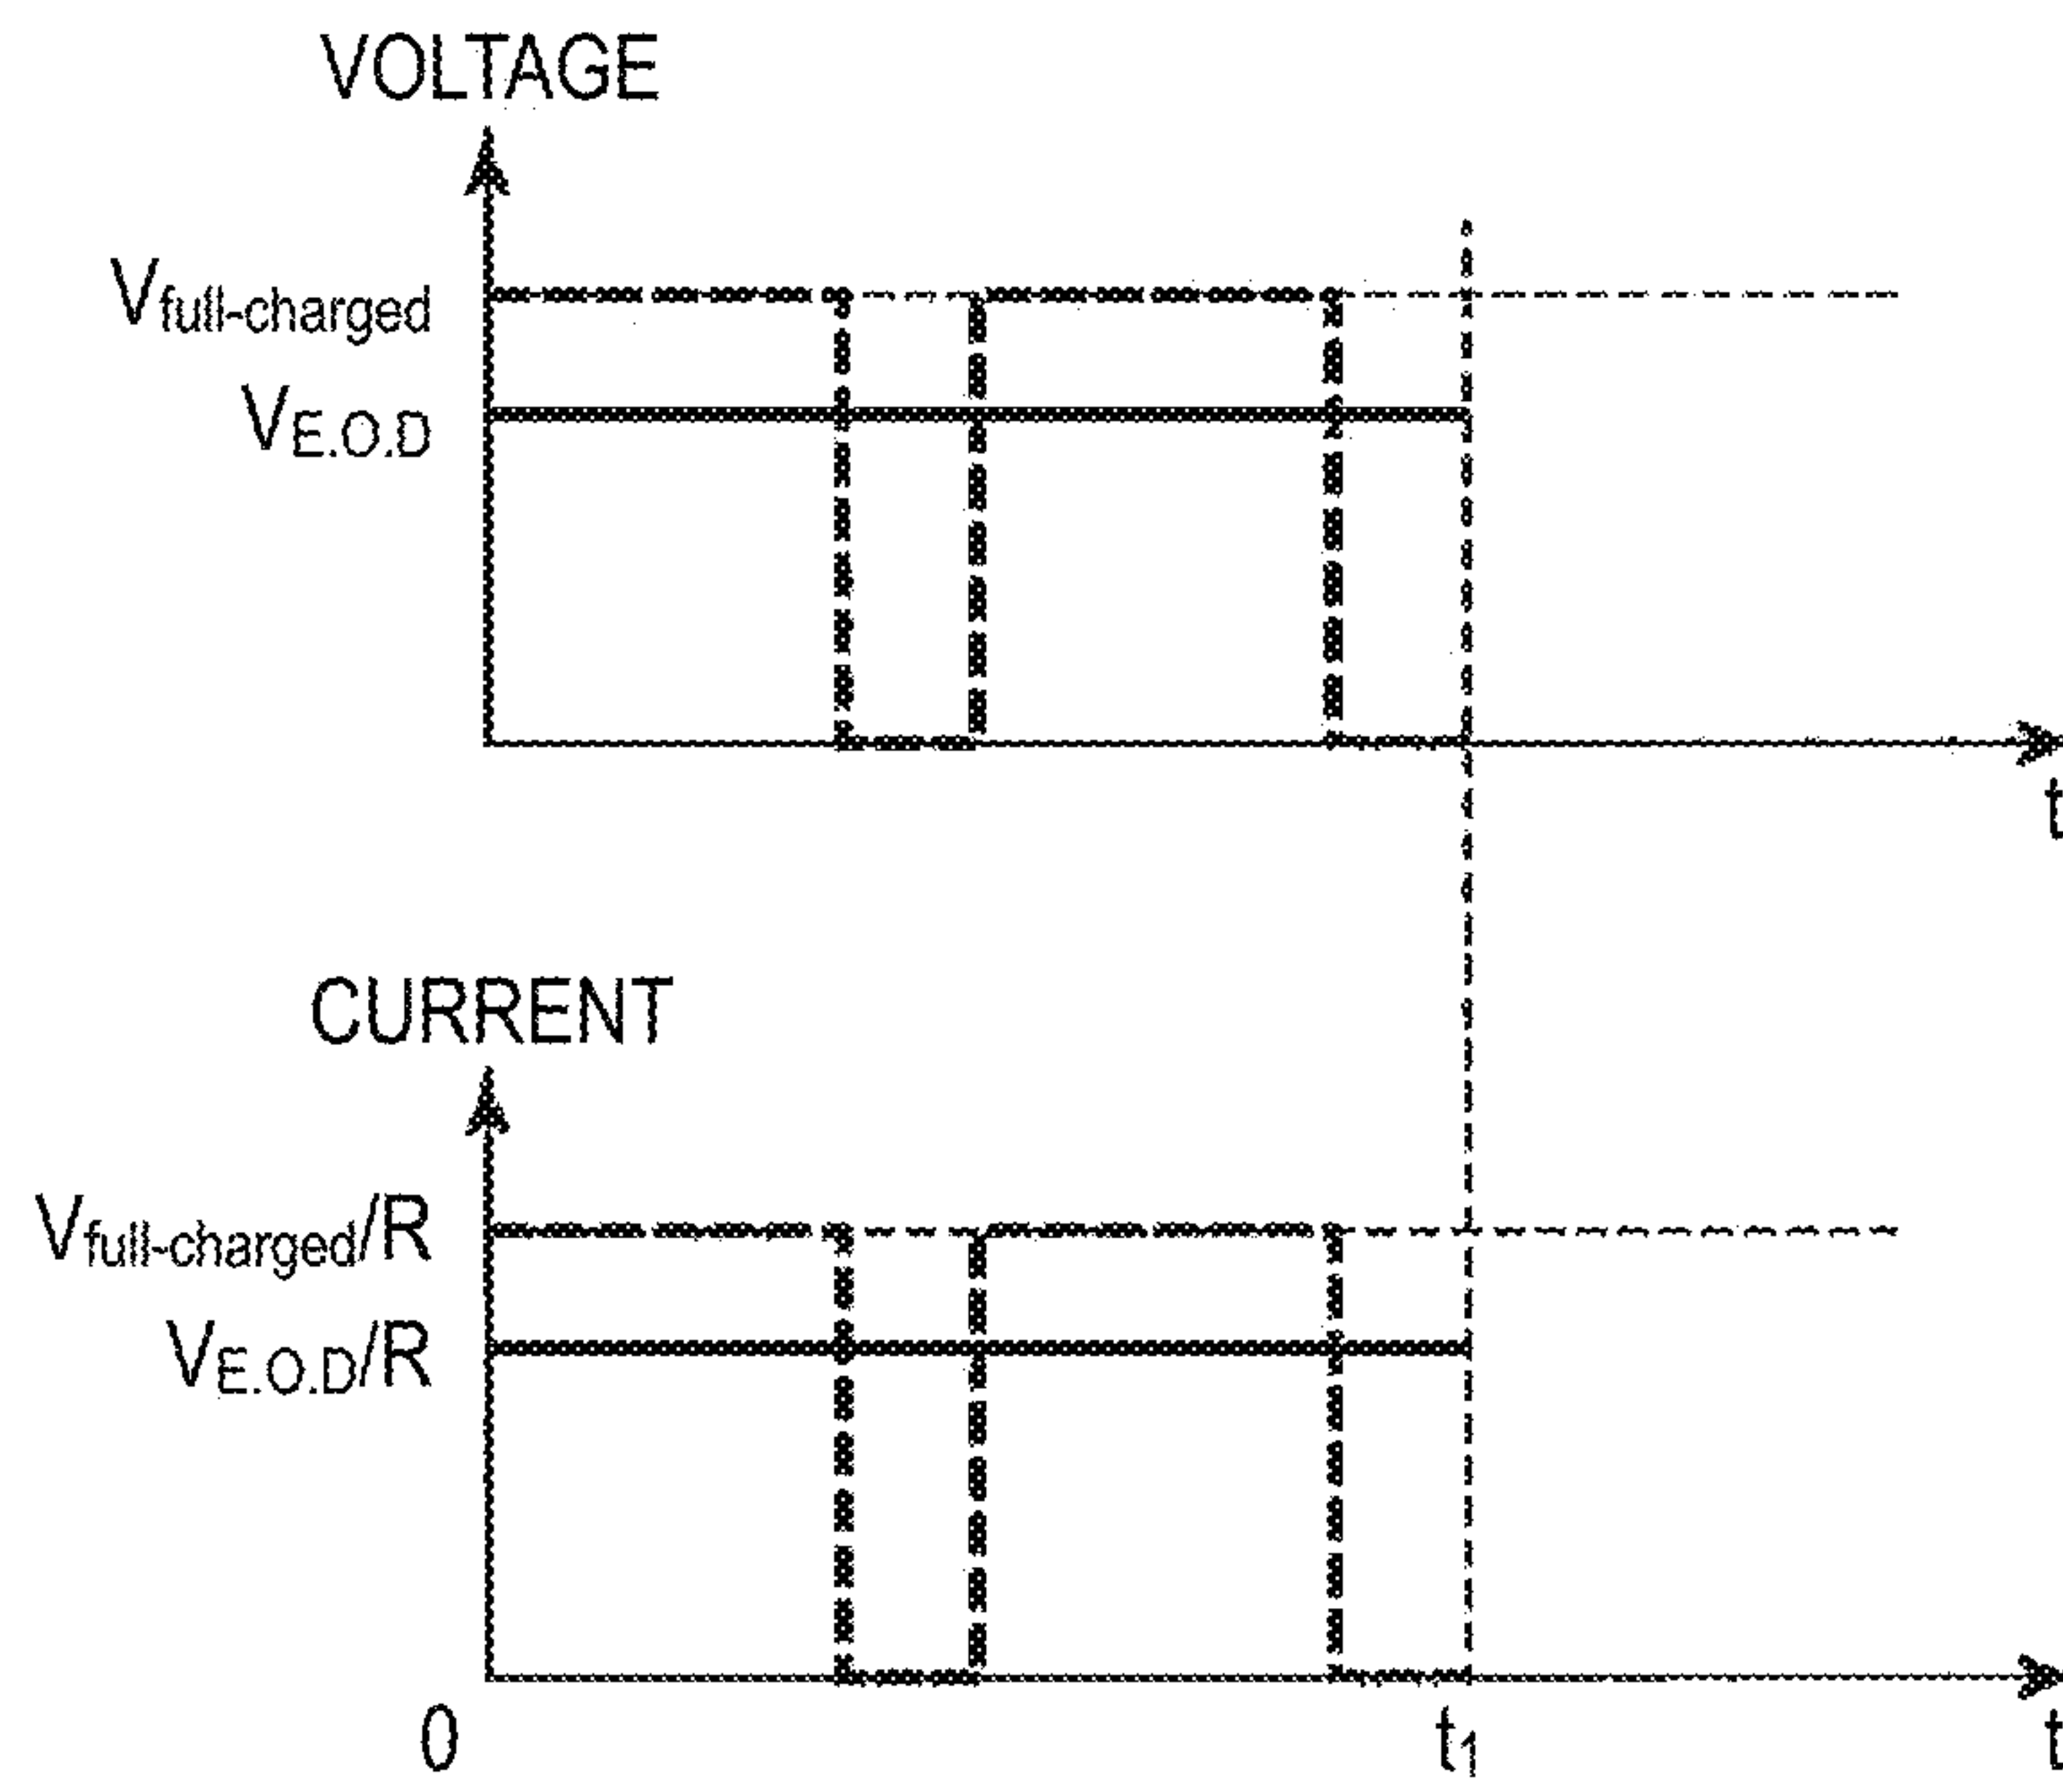 VOLTAGE
Vfull-charged
VE.O.D
t
CURRENT
Vfull-charged/R
VE.O.D/R
0
t1
t